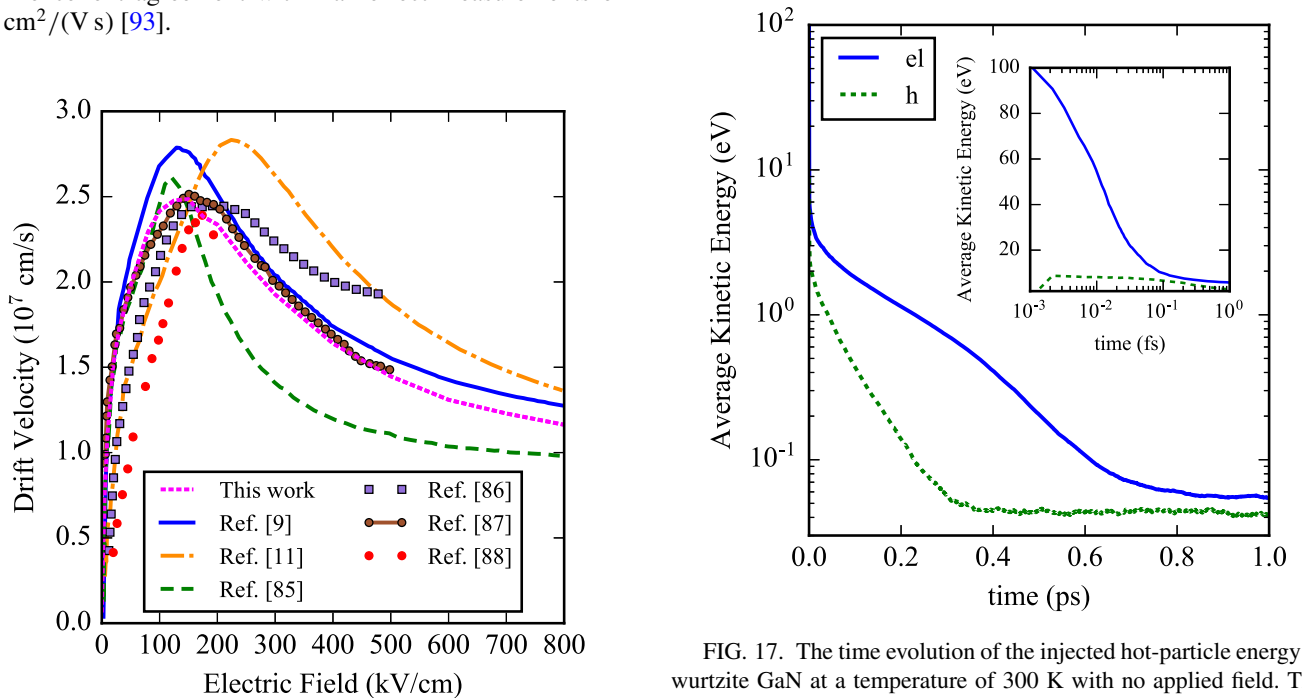 cm²/(V s) [93].
3.0
2.5
2.0
1.5
1.0
0.5
0.0
Drift Velocity (10⁷ cm/s)
This work
Ref. [9]
Ref. [11]
Ref. [85]
Ref. [86]
Ref. [87]
Ref. [88]
0 100 200 300 400 500 600 700 800
Electric Field (kV/cm)
10²
10¹
10⁰
10⁻¹
Average Kinetic Energy (eV)
el
h
100
80
60
40
20
Average Kinetic Energy (eV)
10⁻³ 10⁻² 10⁻¹ 10⁰
time (fs)
0.0 0.2 0.4 0.6 0.8 1.0
time (ps)
FIG. 17. The time evolution of the injected hot-particle energy
wurtzite GaN at a temperature of 300 K with no applied field. T